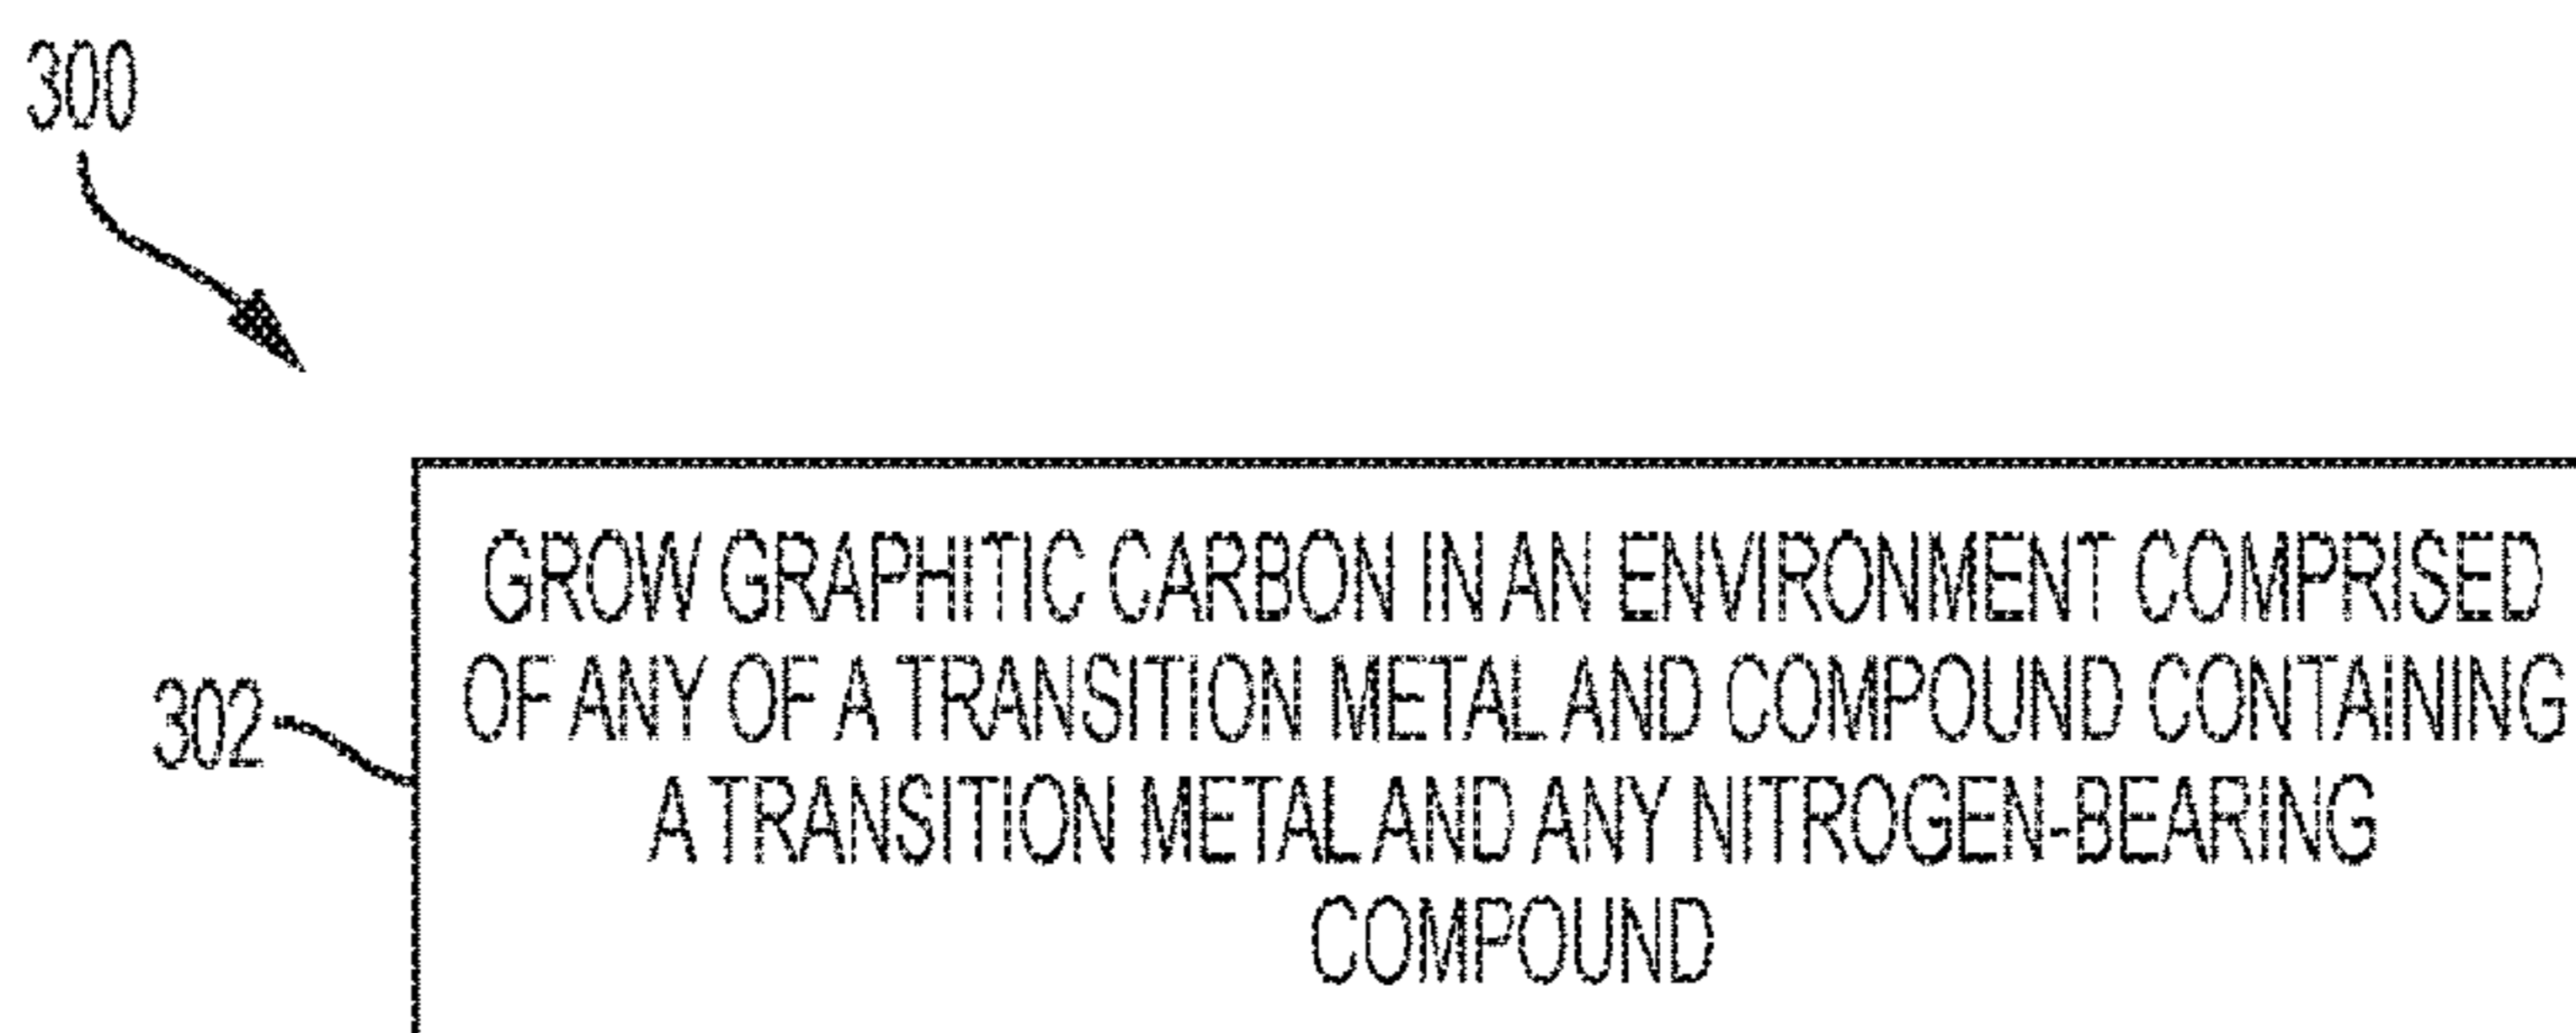 300
GROW GRAPHITIC CARBON IN AN ENVIRONMENT COMPRISED
OF ANY OF A TRANSITION METAL AND COMPOUND CONTAINING
302
A TRANSITION METAL AND ANY NITROGEN-BEARING
COMPOUND